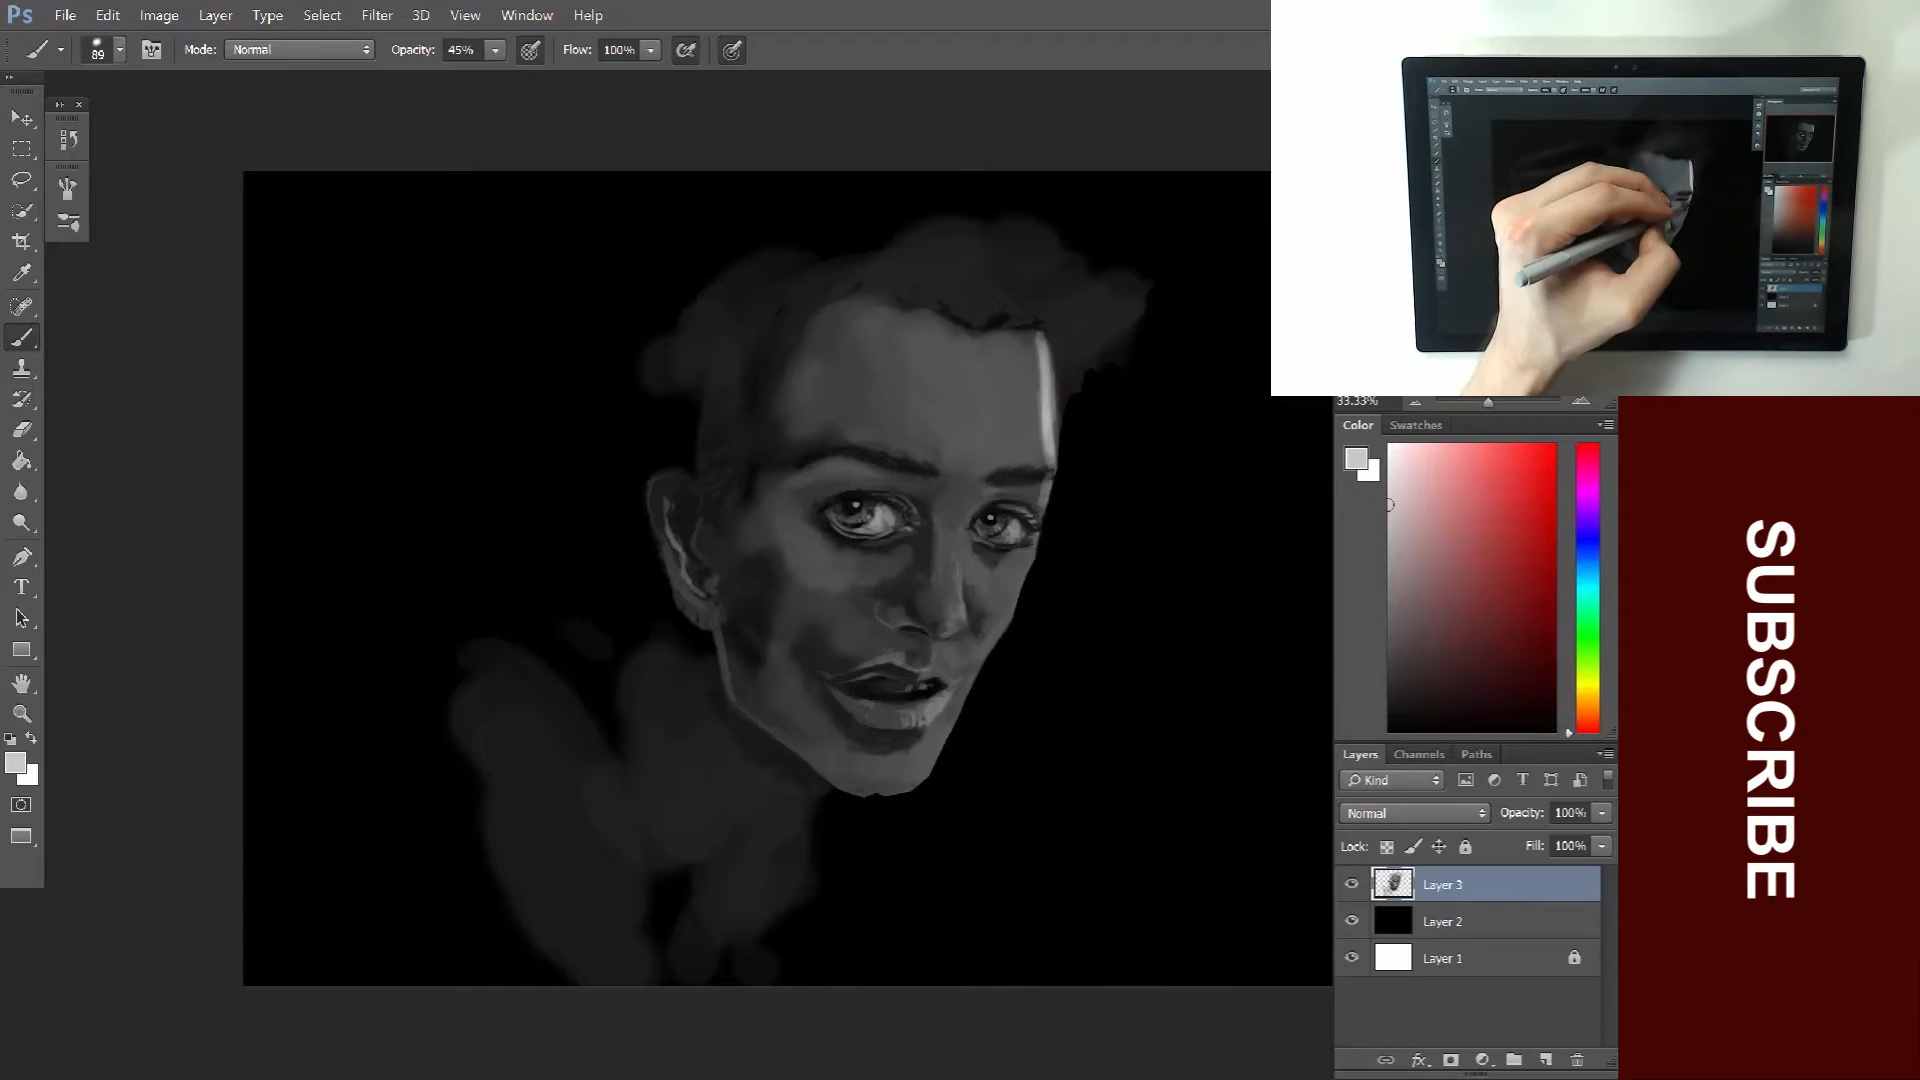 Ps File Edit Image Layer Type Select Filter 3D View Window Help
89 Mode: Normal Opacity: 45% Flow: 100%
33.33%
Color Swatches
Layers Channels Paths
Kind
Normal Opacity: 100%
Lock: Fill: 100%
Layer 3
Layer 2
Layer 1
fx
SUBSCRIBE